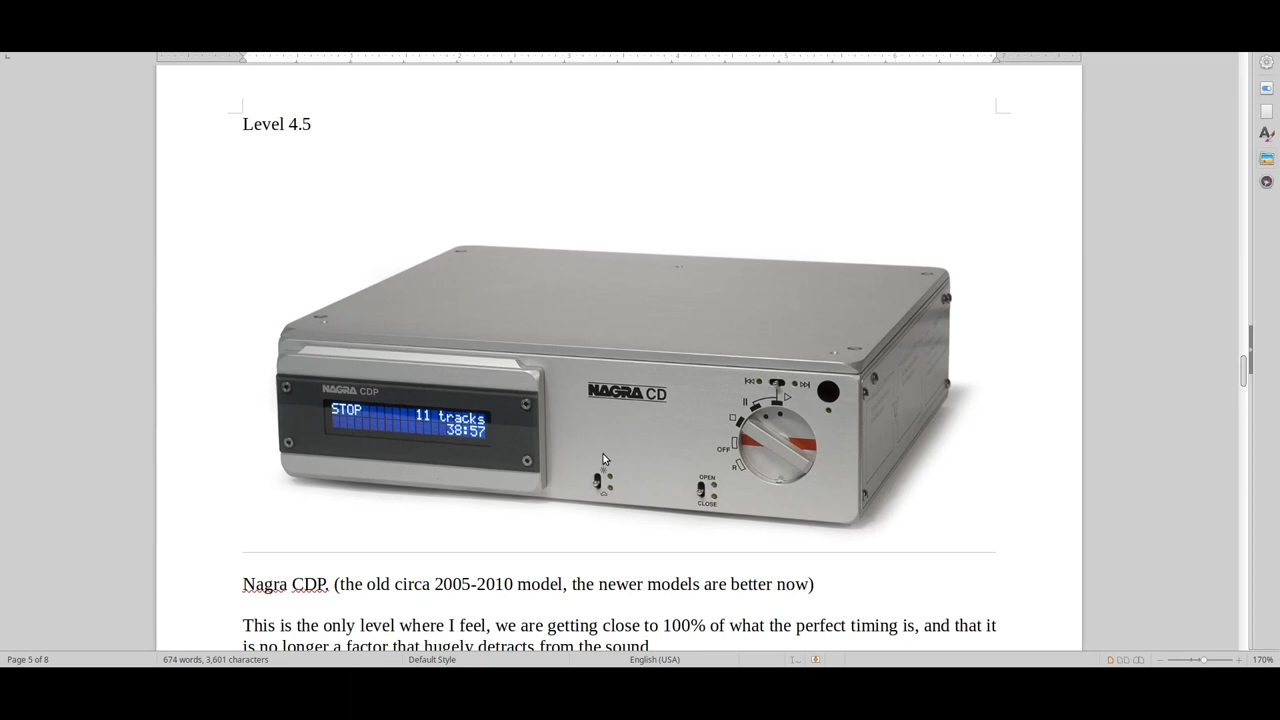 Level 4.5
NAGRA CDP
STOP 11 tracks
38:57
NAGRA CD
OFF
R
OPEN
CLOSE
Nagra CDP. (the old circa 2005-2010 model, the newer models are better now)
This is the only level where I feel, we are getting close to 100% of what the perfect timing is, and that it
is no longer a factor that hugely detracts from the sound
Page 5 of 8 674 words, 3,601 characters Default Style English (USA) 170%